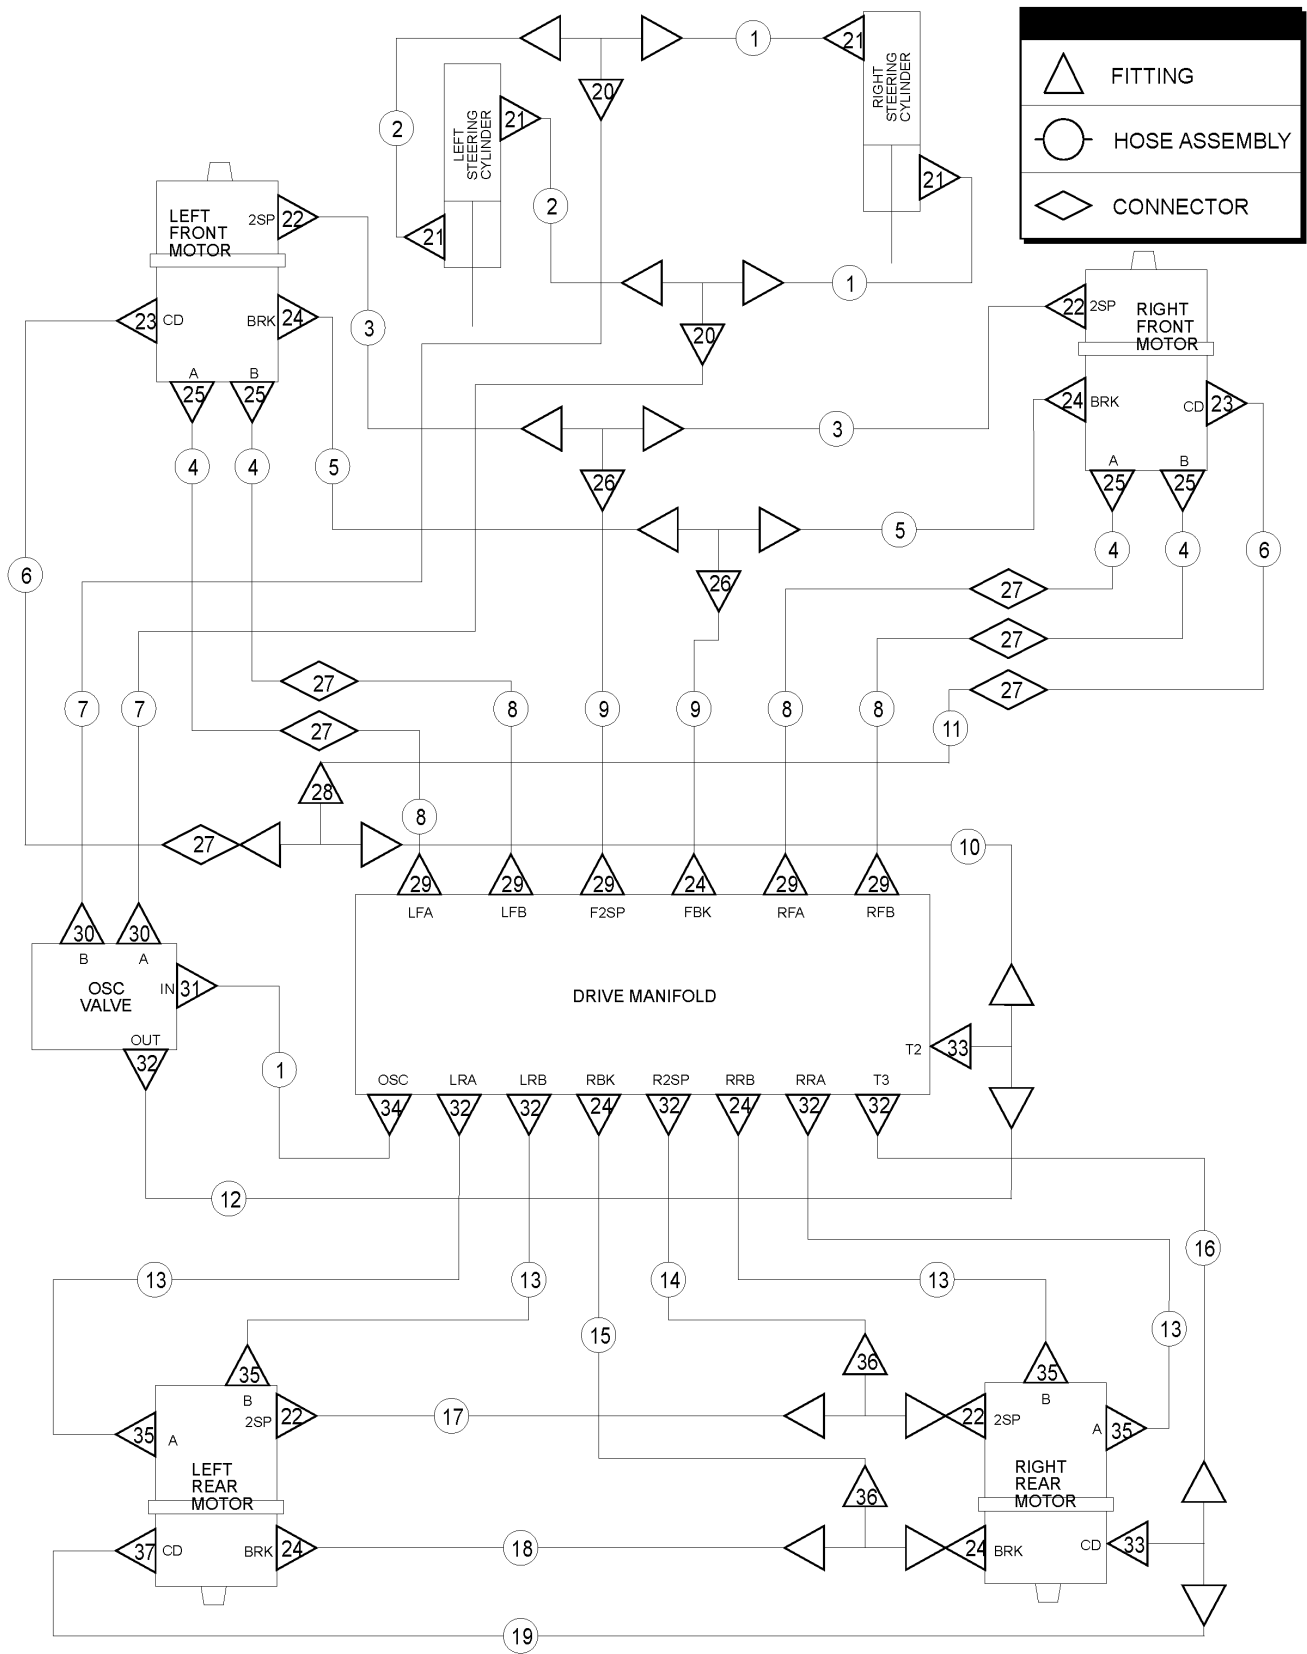 FITTING
HOSE ASSEMBLY
CONNECTOR
1
21
20
2
21
LEFT
STEERING
CYLINDER
RIGHT
STEERING
CYLINDER
21
2
21
1
20
LEFT
FRONT
MOTOR
2SP
22
23
CD
BRK
24
3
A
B
25
25
4
4
5
22
2SP
RIGHT
FRONT
MOTOR
24
BRK
CD
23
A
B
25
25
3
26
5
4
4
6
6
26
27
27
27
27
27
7
7
8
9
9
8
8
11
28
8
27
10
29
29
29
24
29
29
LFA
LFB
F2SP
FBK
RFA
RFB
30
30
B
A
OSC
VALVE
IN
31
OUT
32
DRIVE MANIFOLD
T2
33
1
OSC
LRA
LRB
RBK
R2SP
RRB
RRA
T3
34
32
32
24
32
24
32
32
12
16
13
13
14
13
15
13
36
35
B
2SP
22
35
A
LEFT
REAR
MOTOR
37
CD
BRK
24
17
22
2SP
35
B
A
35
RIGHT
REAR
MOTOR
36
18
24
BRK
CD
33
19